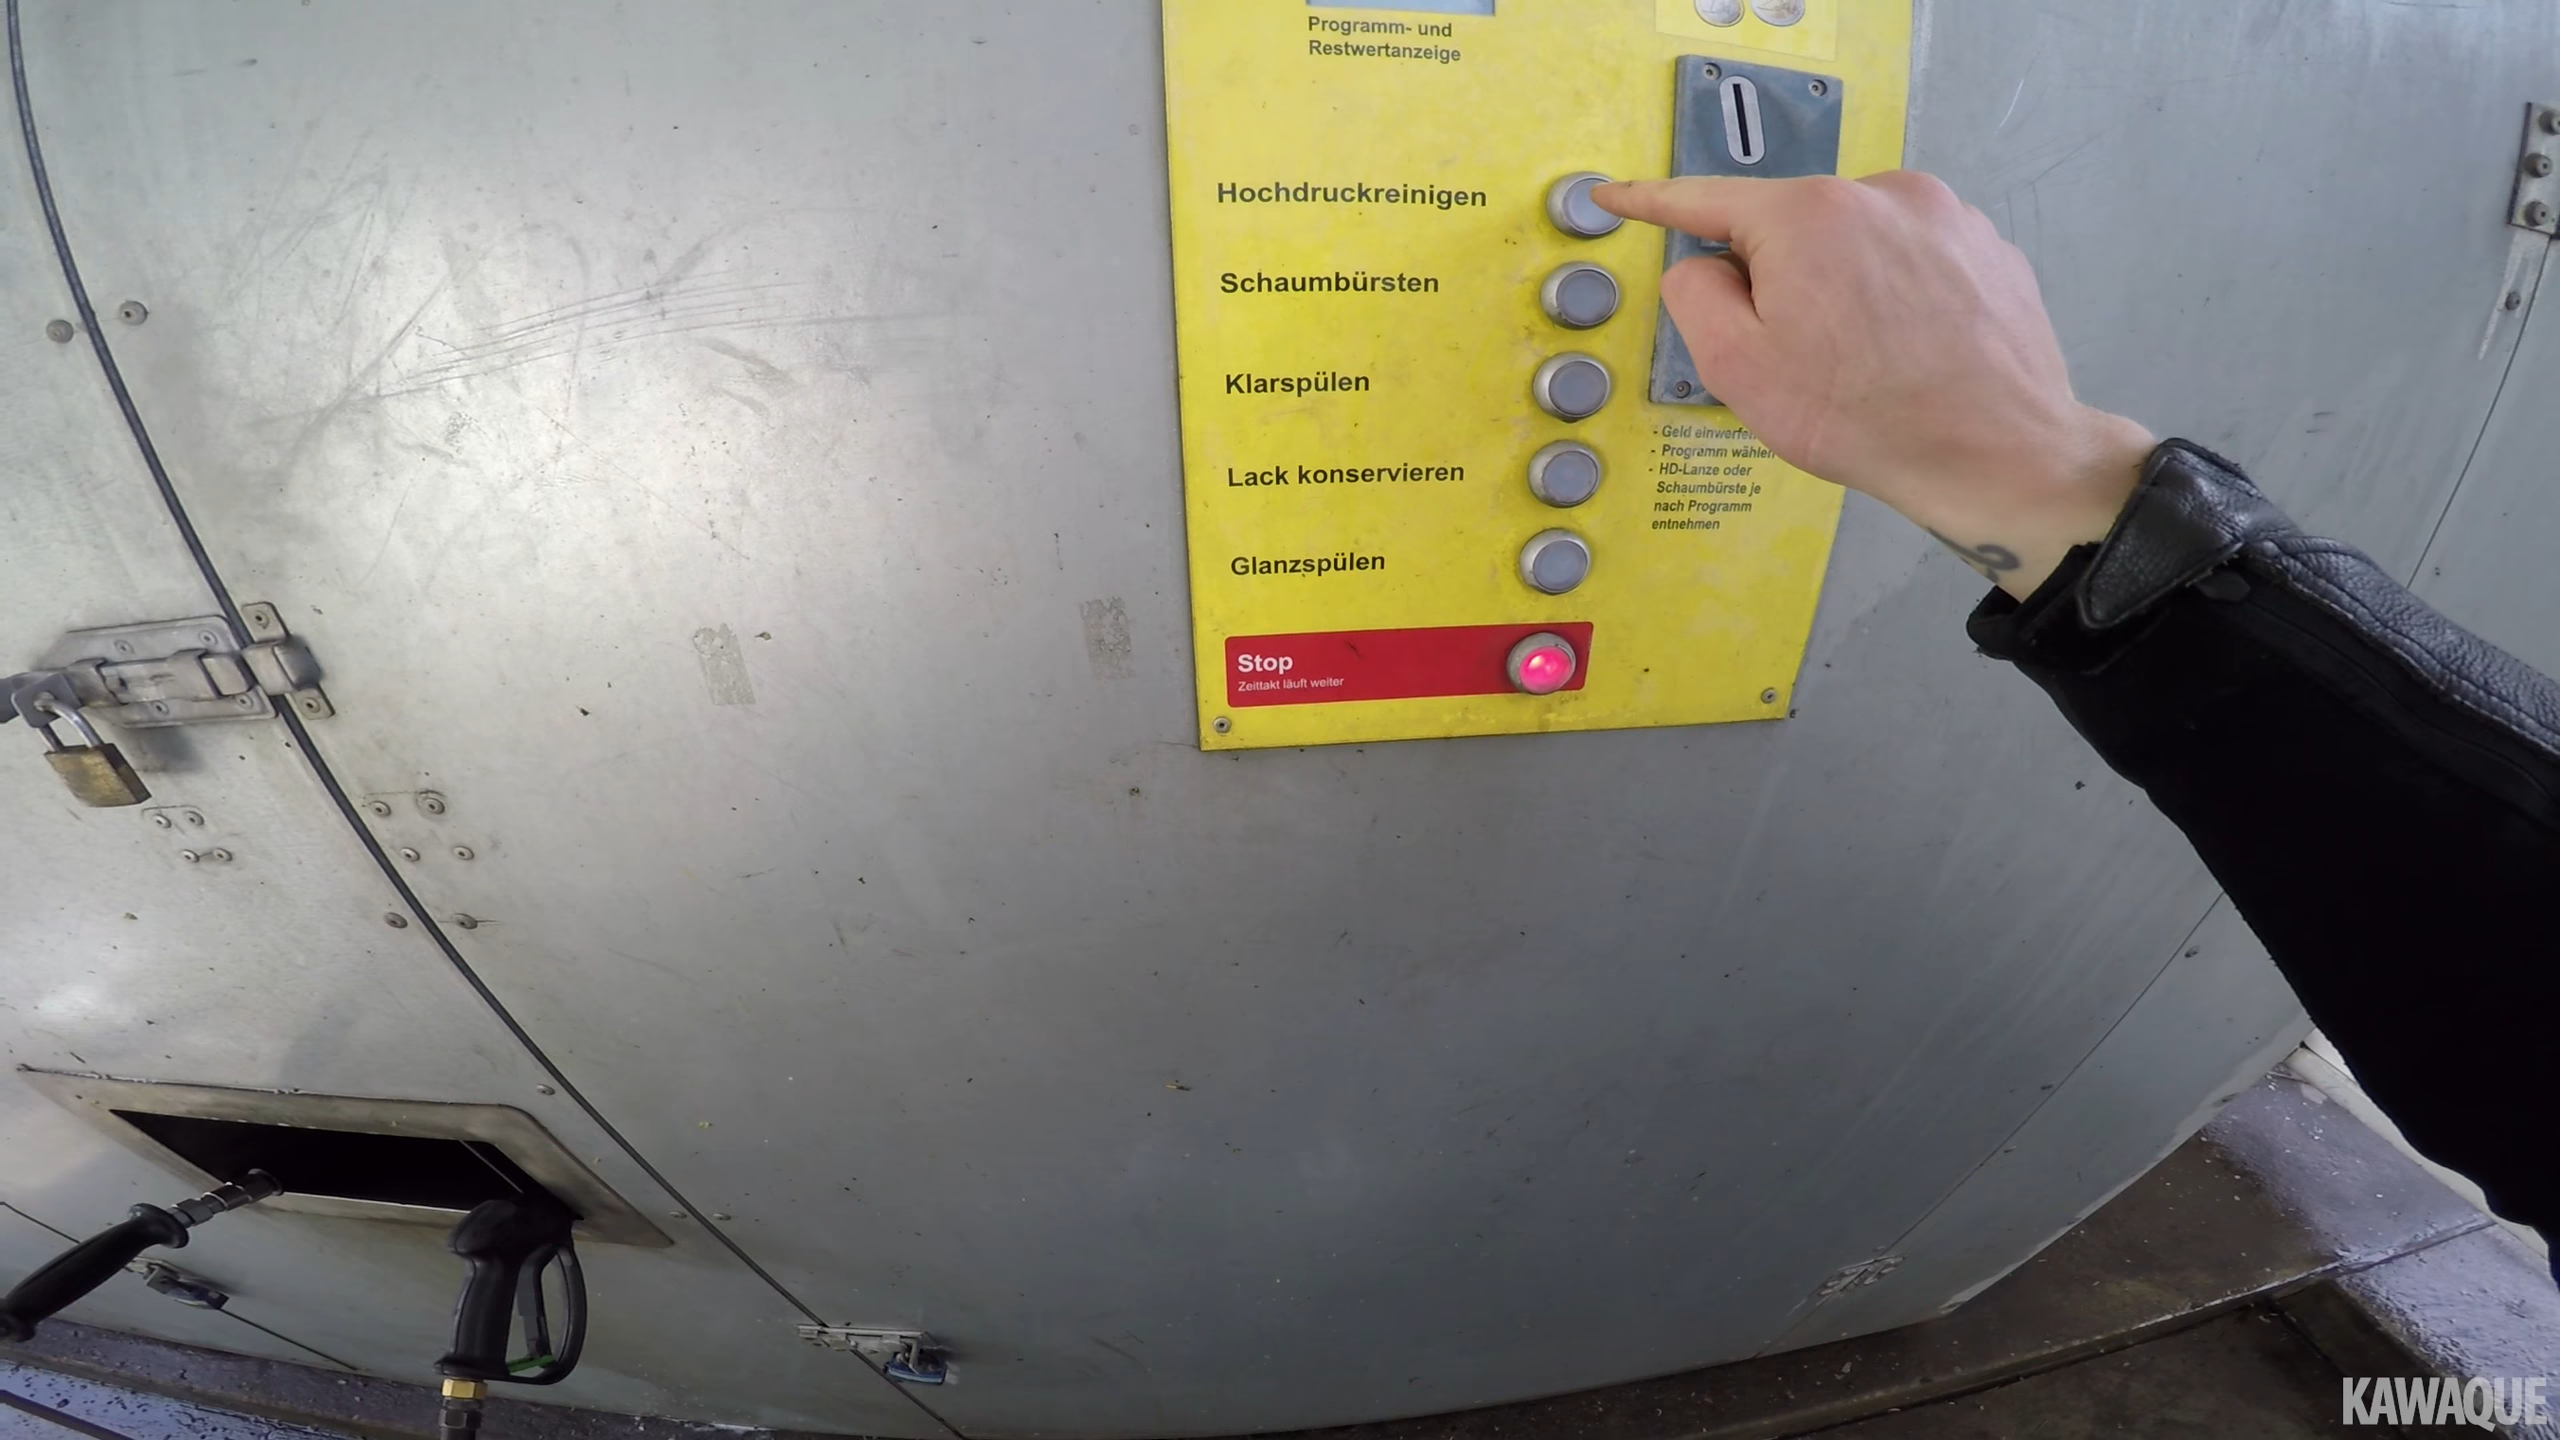 Programm- und
Restwertanzeige
Hochdruckreinigen
Schaumbürsten
Klarspülen
Lack konservieren
Glanzspülen
Stop
Zeittakt läuft weiter
- Geld einwerfen
- Programm wählen
- HD-Lanze oder
Schaumbürste je
nach Programm
entnehmen
KAWAQUE